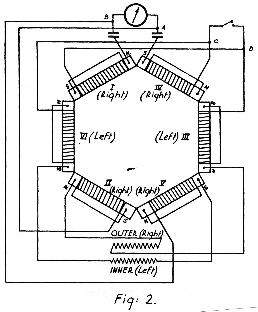 B
A
C
D
I
(Right)
IV
(Right)
VI (Left)
(Left) III
II
(Right)
V
(Right)
OUTER (Right)
INNER (Left)
Fig: 2.